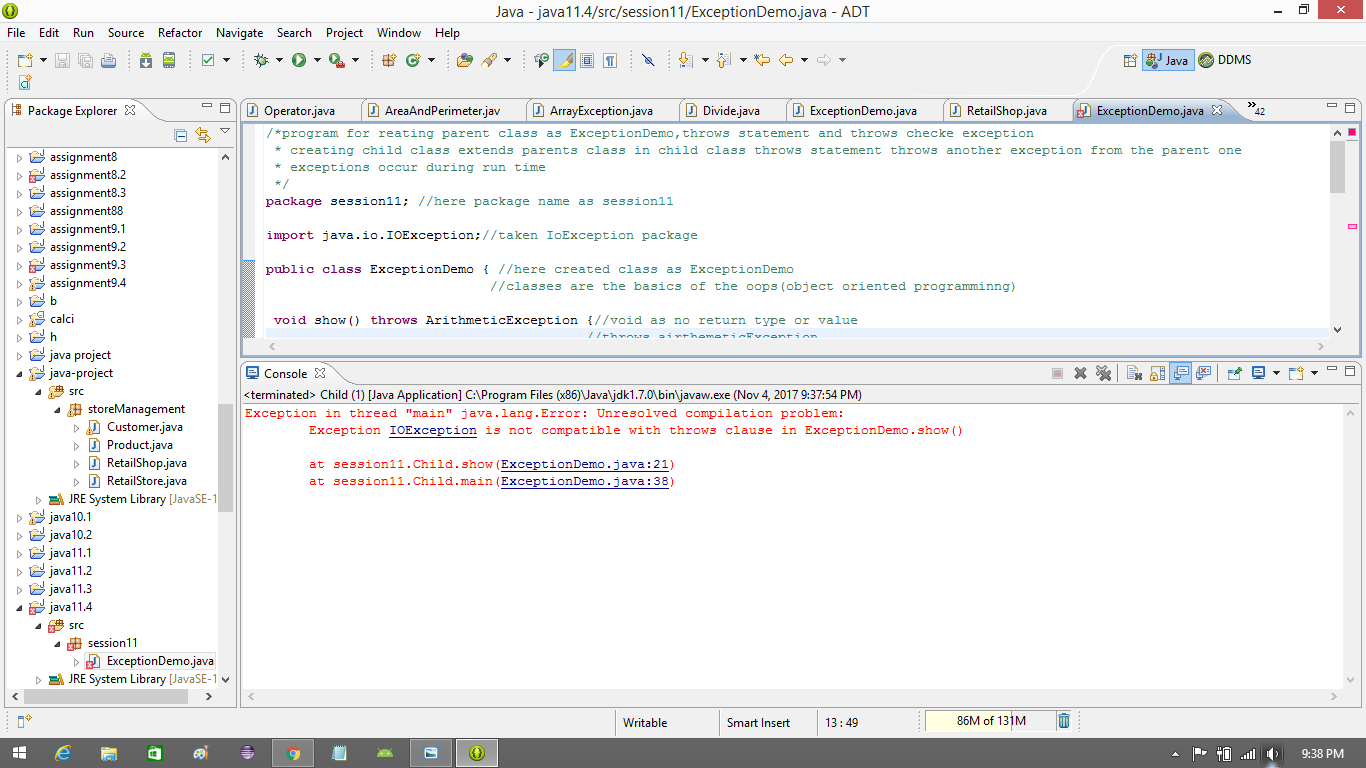 Java - java11.4/src/session11/ExceptionDemo.java - ADT
File Edit Run Source Refactor Navigate Search Project Window Help
Java DDMS
Package Explorer
assignment8
assignment8.2
assignment8.3
assignment88
assignment9.1
assignment9.2
assignment9.3
assignment9.4
b
calci
h
java project
java-project
src
storeManagement
Customer.java
Product.java
RetailShop.java
RetailStore.java
JRE System Library [JavaSE-1
java10.1
java10.2
java11.1
java11.2
java11.3
java11.4
src
session11
ExceptionDemo.java
JRE System Library [JavaSE-1
Operator.java AreaAndPerimeter.jav ArrayException.java Divide.java ExceptionDemo.java RetailShop.java ExceptionDemo.java »42
/*program for reating parent class as ExceptionDemo,throws statement and throws checke exception
* creating child class extends parents class in child class throws statement throws another exception from the parent one
* exceptions occur during run time
*/
package session11; //here package name as session11
import java.io.IOException;//taken IoException package
public class ExceptionDemo { //here created class as ExceptionDemo
//classes are the basics of the oops(object oriented programminng)
void show() throws ArithmeticException {//void as no return type or value
//throws airthemeticException
Console
<terminated> Child (1) [Java Application] C:\Program Files (x86)\Java\jdk1.7.0\bin\javaw.exe (Nov 4, 2017 9:37:54 PM)
Exception in thread "main" java.lang.Error: Unresolved compilation problem:
Exception IOException is not compatible with throws clause in ExceptionDemo.show()
at session11.Child.show(ExceptionDemo.java:21)
at session11.Child.main(ExceptionDemo.java:38)
Writable Smart Insert 13 : 49 86M of 131M
9:38 PM